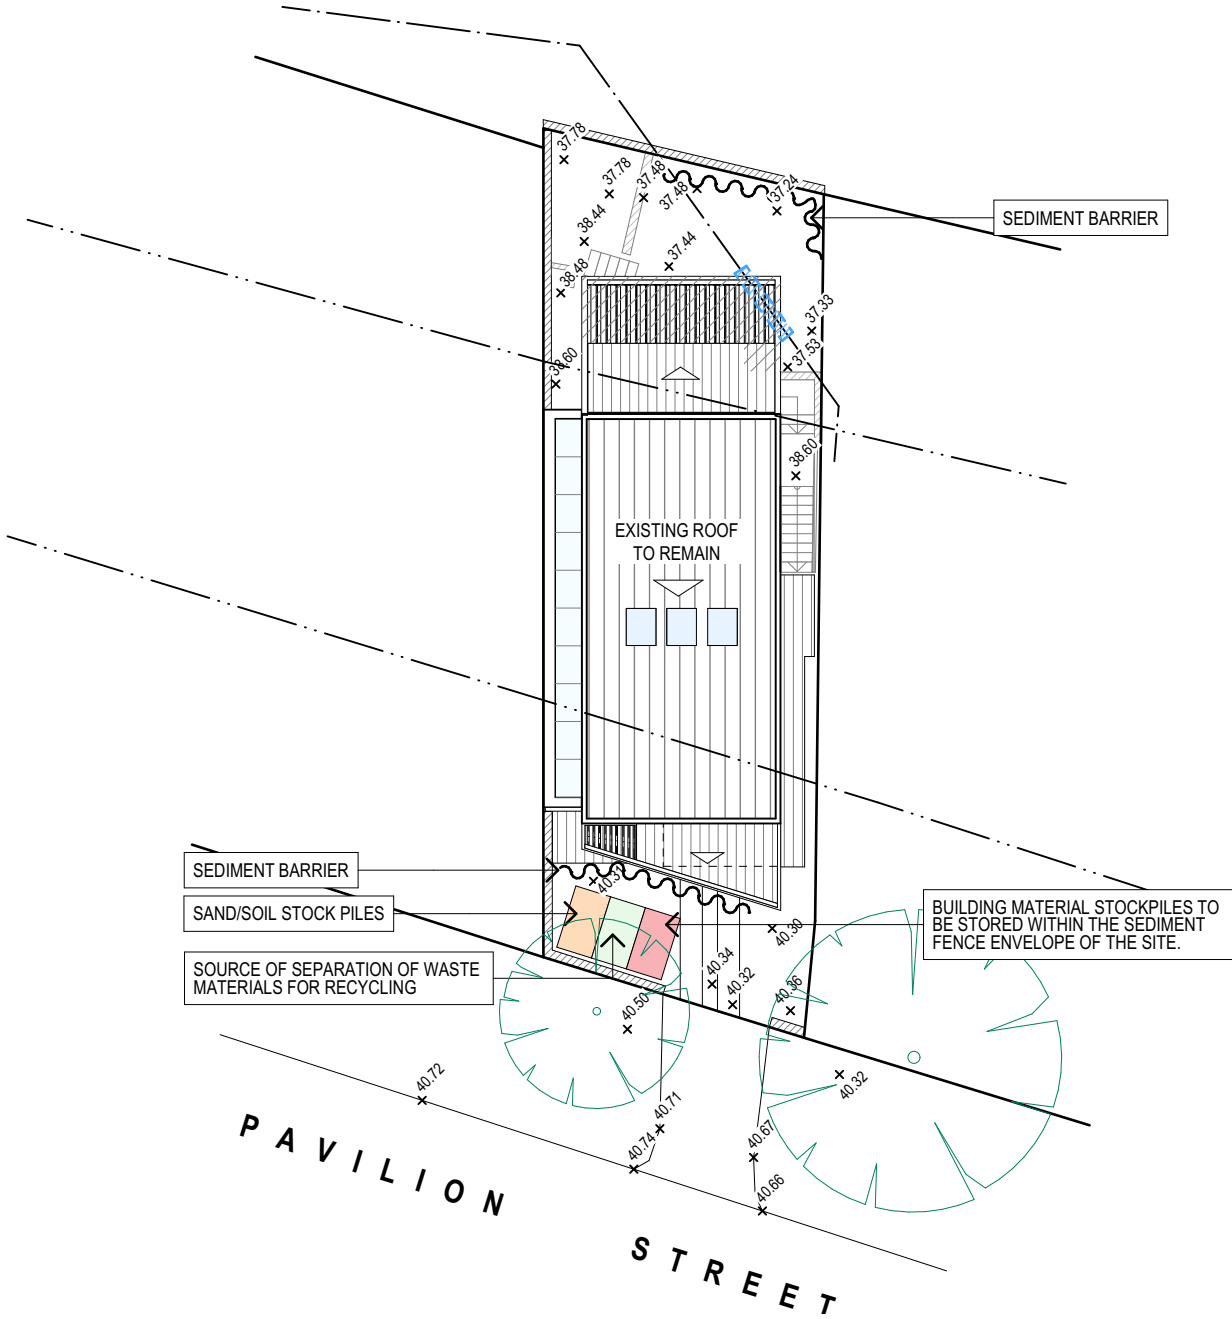 37.78
37.78
37.48
37.48
37.24
SEDIMENT BARRIER
38.44
37.44
38.48
37.33
37.53
38.60
38.60
EXISTING ROOF
TO REMAIN
SEDIMENT BARRIER
40.31
SAND/SOIL STOCK PILES
BUILDING MATERIAL STOCKPILES TO
BE STORED WITHIN THE SEDIMENT
FENCE ENVELOPE OF THE SITE.
40.30
SOURCE OF SEPARATION OF WASTE
MATERIALS FOR RECYCLING
40.34
40.32
40.36
40.50
40.72
40.32
40.71
40.74
40.67
40.66
PAVILION STREET